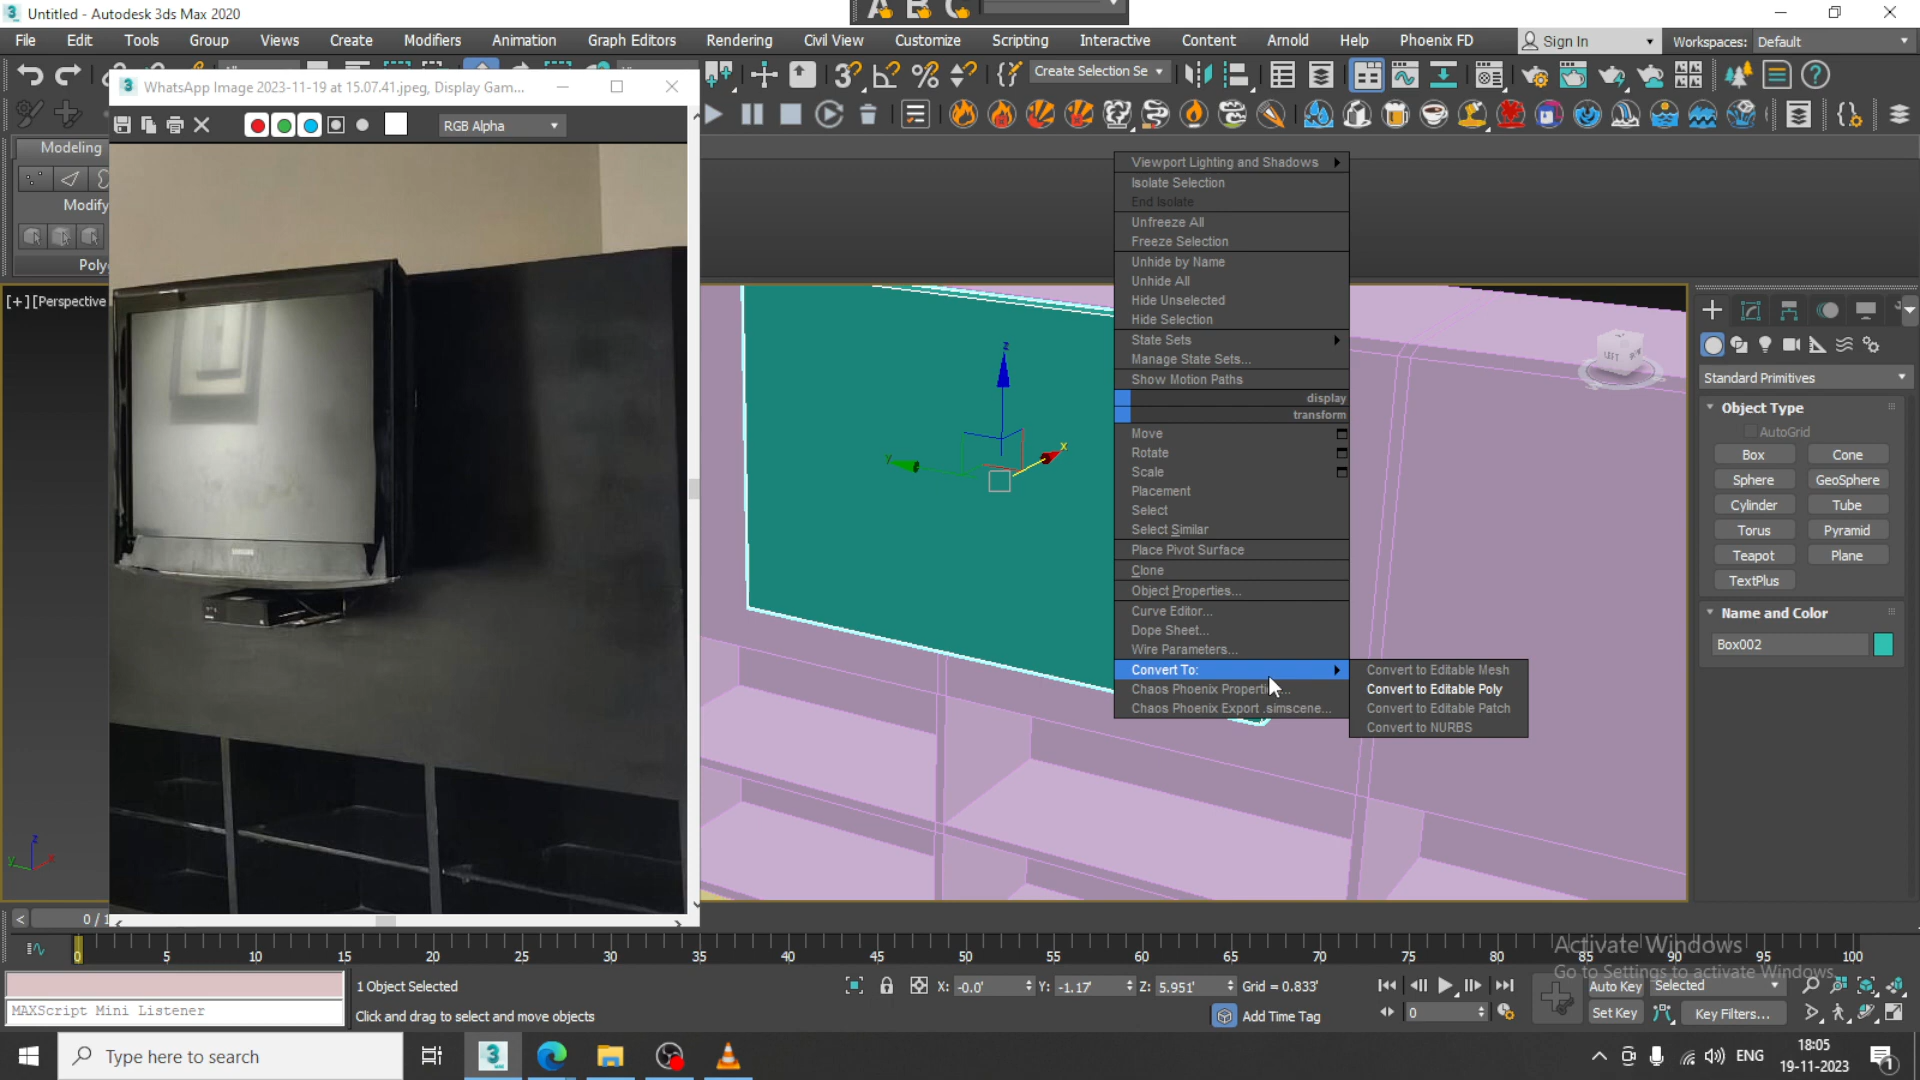 Untitled - Autodesk 3ds Max 2020
File Edit Tools Group Views Create Modifiers Animation Graph Editors Rendering Civil View Customize Scripting Interactive Content Arnold Help Phoenix FD
Sign In
Workspaces: Default
Create Selection Se
WhatsApp Image 2023-11-19 at 15.07.41.jpeg, Display Gam...
RGB Alpha
Modeling
Modify
Poly
[+][Perspective
Viewport Lighting and Shadows
Isolate Selection
End Isolate
Unfreeze All
Freeze Selection
Unhide by Name
Unhide All
Hide Unselected
Hide Selection
State Sets
Manage State Sets...
Show Motion Paths
display
transform
Move
Rotate
Scale
Placement
Select
Select Similar
Place Pivot Surface
Clone
Object Properties...
Curve Editor...
Dope Sheet...
Wire Parameters...
Convert To:
Chaos Phoenix Export .simscene...
Convert to Editable Mesh
Convert to Editable Poly
Convert to Editable Patch
Convert to NURBS
z
y
x
LEFT
Standard Primitives
Object Type
AutoGrid
Box Cone
Sphere GeoSphere
Cylinder Tube
Torus Pyramid
Teapot Plane
TextPlus
Name and Color
Box002
z
y x
< 0 / 1
0 5 10 15 20 25 30 35 40 45 50 55 60 65 70 75 80 85 90 95 100
Activate Windows
Go to Settings to activate Windows.
MAXScript Mini Listener
1 Object Selected
Click and drag to select and move objects
X: -0.0' Y: -1.17' Z: 5.951' Grid = 0.833'
Add Time Tag
0
Auto Key Selected
Set Key Key Filters...
Type here to search
ENG
18:05
19-11-2023
1